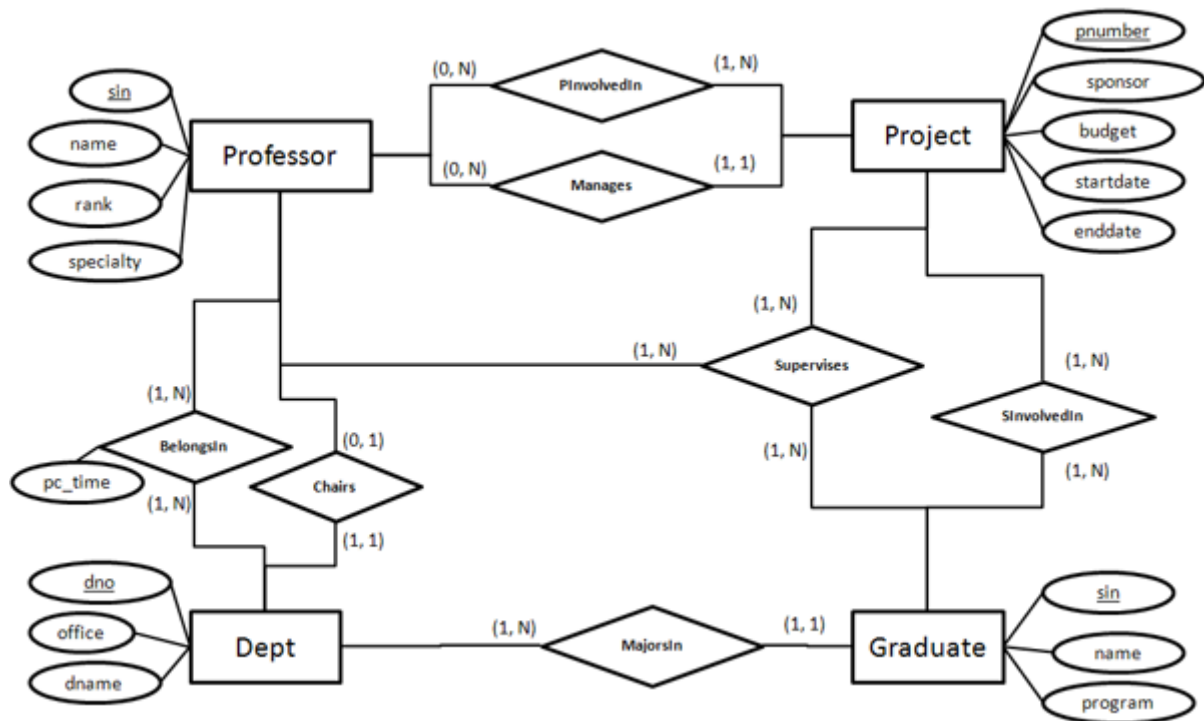 pnumber
(0, N)
PInvolvedIn
(1, N)
sponsor
sin
name
Professor
Project
budget
(0, N)
Manages
(1, 1)
startdate
rank
enddate
specialty
(1, N)
(1, N)
Supervises
(1, N)
(1, N)
SInvolvedIn
(0, 1)
BelongsIn
(1, N)
(1, N)
pc_time
Chairs
(1, N)
(1, 1)
dno
sin
office
Dept
(1, N)
MajorsIn
(1, 1)
Graduate
name
dname
program